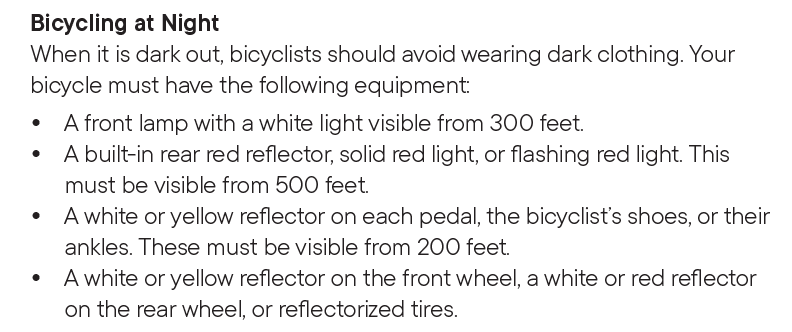 Bicycling at Night
When it is dark out, bicyclists should avoid wearing dark clothing. Your
bicycle must have the following equipment:
• A front lamp with a white light visible from 300 feet.
• A built-in rear red reflector, solid red light, or flashing red light. This
must be visible from 500 feet.
• A white or yellow reflector on each pedal, the bicyclist’s shoes, or their
ankles. These must be visible from 200 feet.
• A white or yellow reflector on the front wheel, a white or red reflector
on the rear wheel, or reflectorized tires.